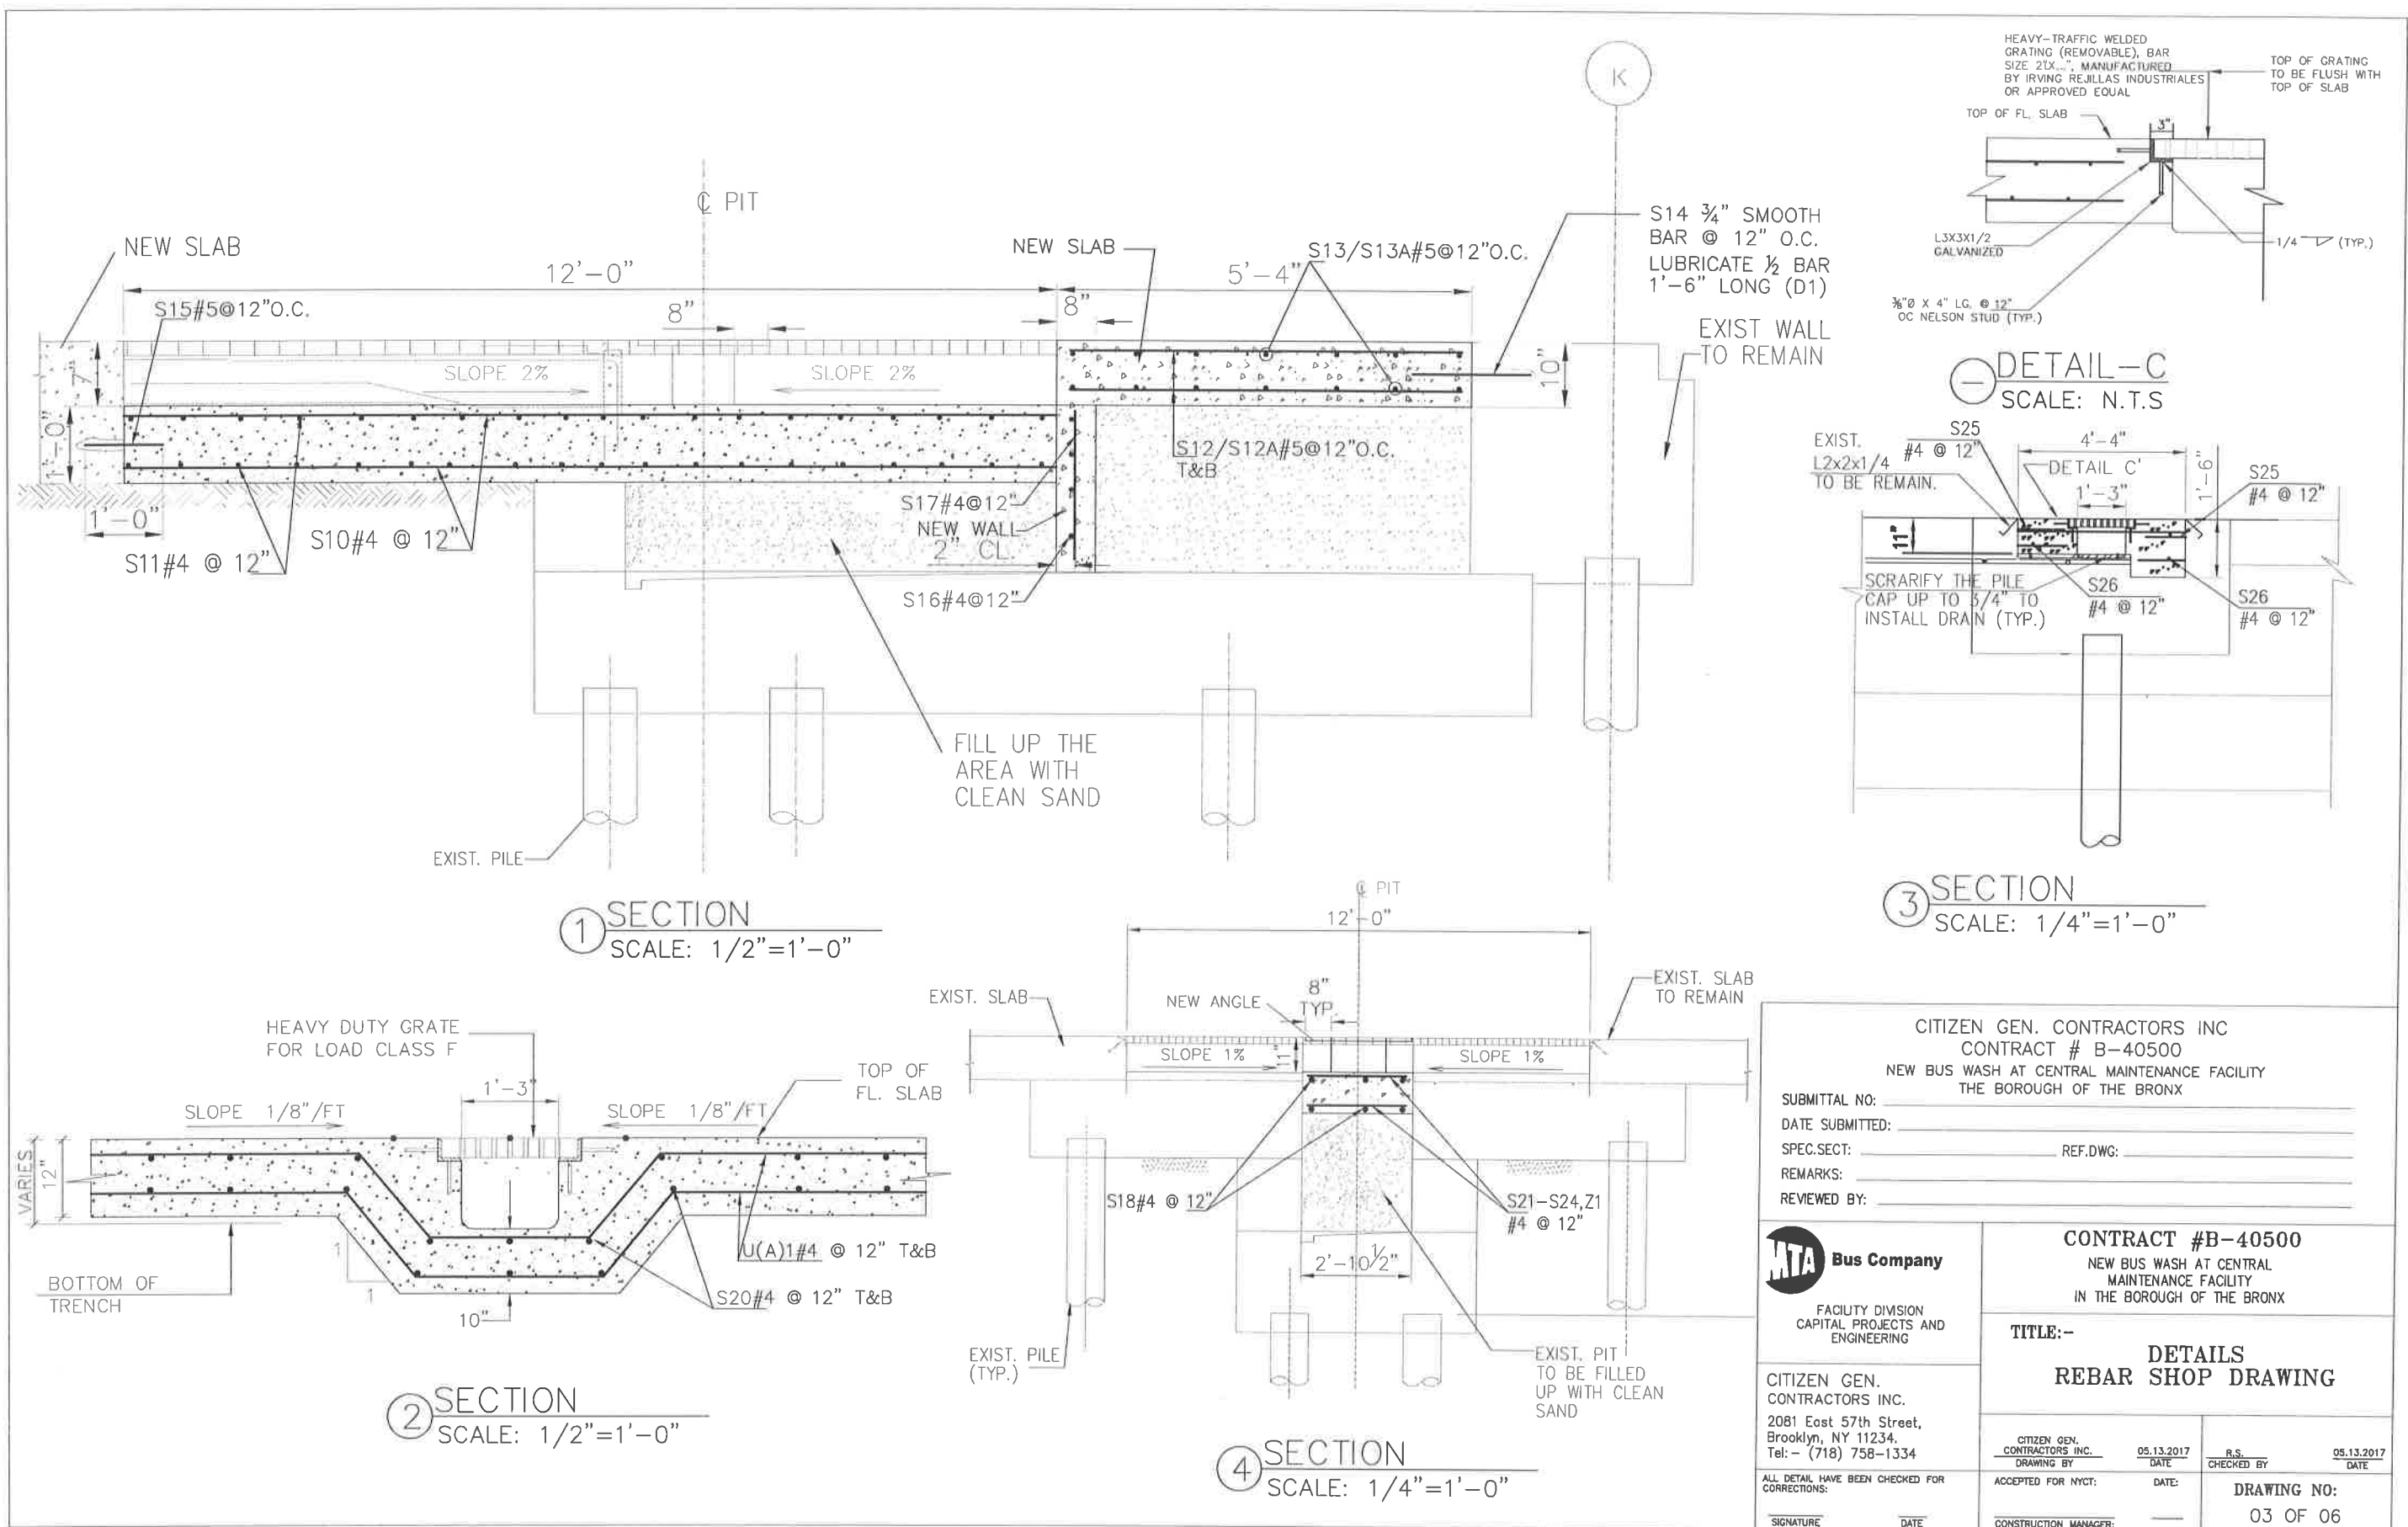 ℄ PIT
NEW SLAB
12'-0"
S15#5@12"O.C.
8"
NEW SLAB
S13/S13A#5@12"O.C.
5'-4"
8"
S14 ¾" SMOOTH
BAR @ 12" O.C.
LUBRICATE ½ BAR
1'-6" LONG (D1)
K
EXIST WALL
TO REMAIN
7"
SLOPE 2%
SLOPE 2%
10"
1'-0"
S12/S12A#5@12"O.C.
T&B
1'-0"
S11#4 @ 12"
S10#4 @ 12"
S17#4@12"
NEW WALL
2" CL.
S16#4@12"
FILL UP THE
AREA WITH
CLEAN SAND
EXIST. PILE
1 SECTION
SCALE: 1/2"=1'-0"
HEAVY-TRAFFIC WELDED
GRATING (REMOVABLE), BAR
SIZE MANUFACTURED
BY IRVING REJILLAS INDUSTRIALES
OR APPROVED EQUAL
TOP OF GRATING
TO BE FLUSH WITH
TOP OF SLAB
TOP OF FL. SLAB
3"
L3X3X1/2
GALVANIZED
1/4 (TYP.)
⅜"Ø X 4" LG. @ 12"
OC NELSON STUD (TYP.)
DETAIL-C
SCALE: N.T.S
EXIST.
L2x2x1/4
TO BE REMAIN.
S25
#4 @ 12"
4'-4"
DETAIL C'
1'-3"
1'-6"
S25
#4 @ 12"
11"
SCRARIFY THE PILE
CAP UP TO 3/4" TO
INSTALL DRAIN (TYP.)
S26
#4 @ 12"
S26
#4 @ 12"
3 SECTION
SCALE: 1/4"=1'-0"
HEAVY DUTY GRATE
FOR LOAD CLASS F
1'-3"
TOP OF
FL. SLAB
SLOPE 1/8"/FT
SLOPE 1/8"/FT
VARIES
12"
1
1
U(A)1#4 @ 12" T&B
BOTTOM OF
TRENCH
S20#4 @ 12" T&B
10"
2 SECTION
SCALE: 1/2"=1'-0"
℄ PIT
12'-0"
EXIST. SLAB
NEW ANGLE
8"
TYP.
EXIST. SLAB
TO REMAIN
SLOPE 1%
11"
SLOPE 1%
S18#4 @ 12"
S21-S24,Z1
#4 @ 12"
2'-10½"
EXIST. PILE
(TYP.)
EXIST. PIT
TO BE FILLED
UP WITH CLEAN
SAND
4 SECTION
SCALE: 1/4"=1'-0"
CITIZEN GEN. CONTRACTORS INC
CONTRACT # B-40500
NEW BUS WASH AT CENTRAL MAINTENANCE FACILITY
THE BOROUGH OF THE BRONX
SUBMITTAL NO:
DATE SUBMITTED:
SPEC.SECT: REF.DWG:
REMARKS:
REVIEWED BY:
MTA Bus Company
FACILITY DIVISION
CAPITAL PROJECTS AND
ENGINEERING
CONTRACT #B-40500
NEW BUS WASH AT CENTRAL
MAINTENANCE FACILITY
IN THE BOROUGH OF THE BRONX
TITLE:-
DETAILS
REBAR SHOP DRAWING
CITIZEN GEN.
CONTRACTORS INC.
2081 East 57th Street,
Brooklyn, NY 11234.
Tel:- (718) 758-1334
CITIZEN GEN.
CONTRACTORS INC. 05.13.2017 R.S. 05.13.2017
DRAWING BY DATE CHECKED BY DATE
ALL DETAIL HAVE BEEN CHECKED FOR
CORRECTIONS:
SIGNATURE DATE
ACCEPTED FOR NYCT: DATE:
CONSTRUCTION MANAGER:
DRAWING NO:
03 OF 06